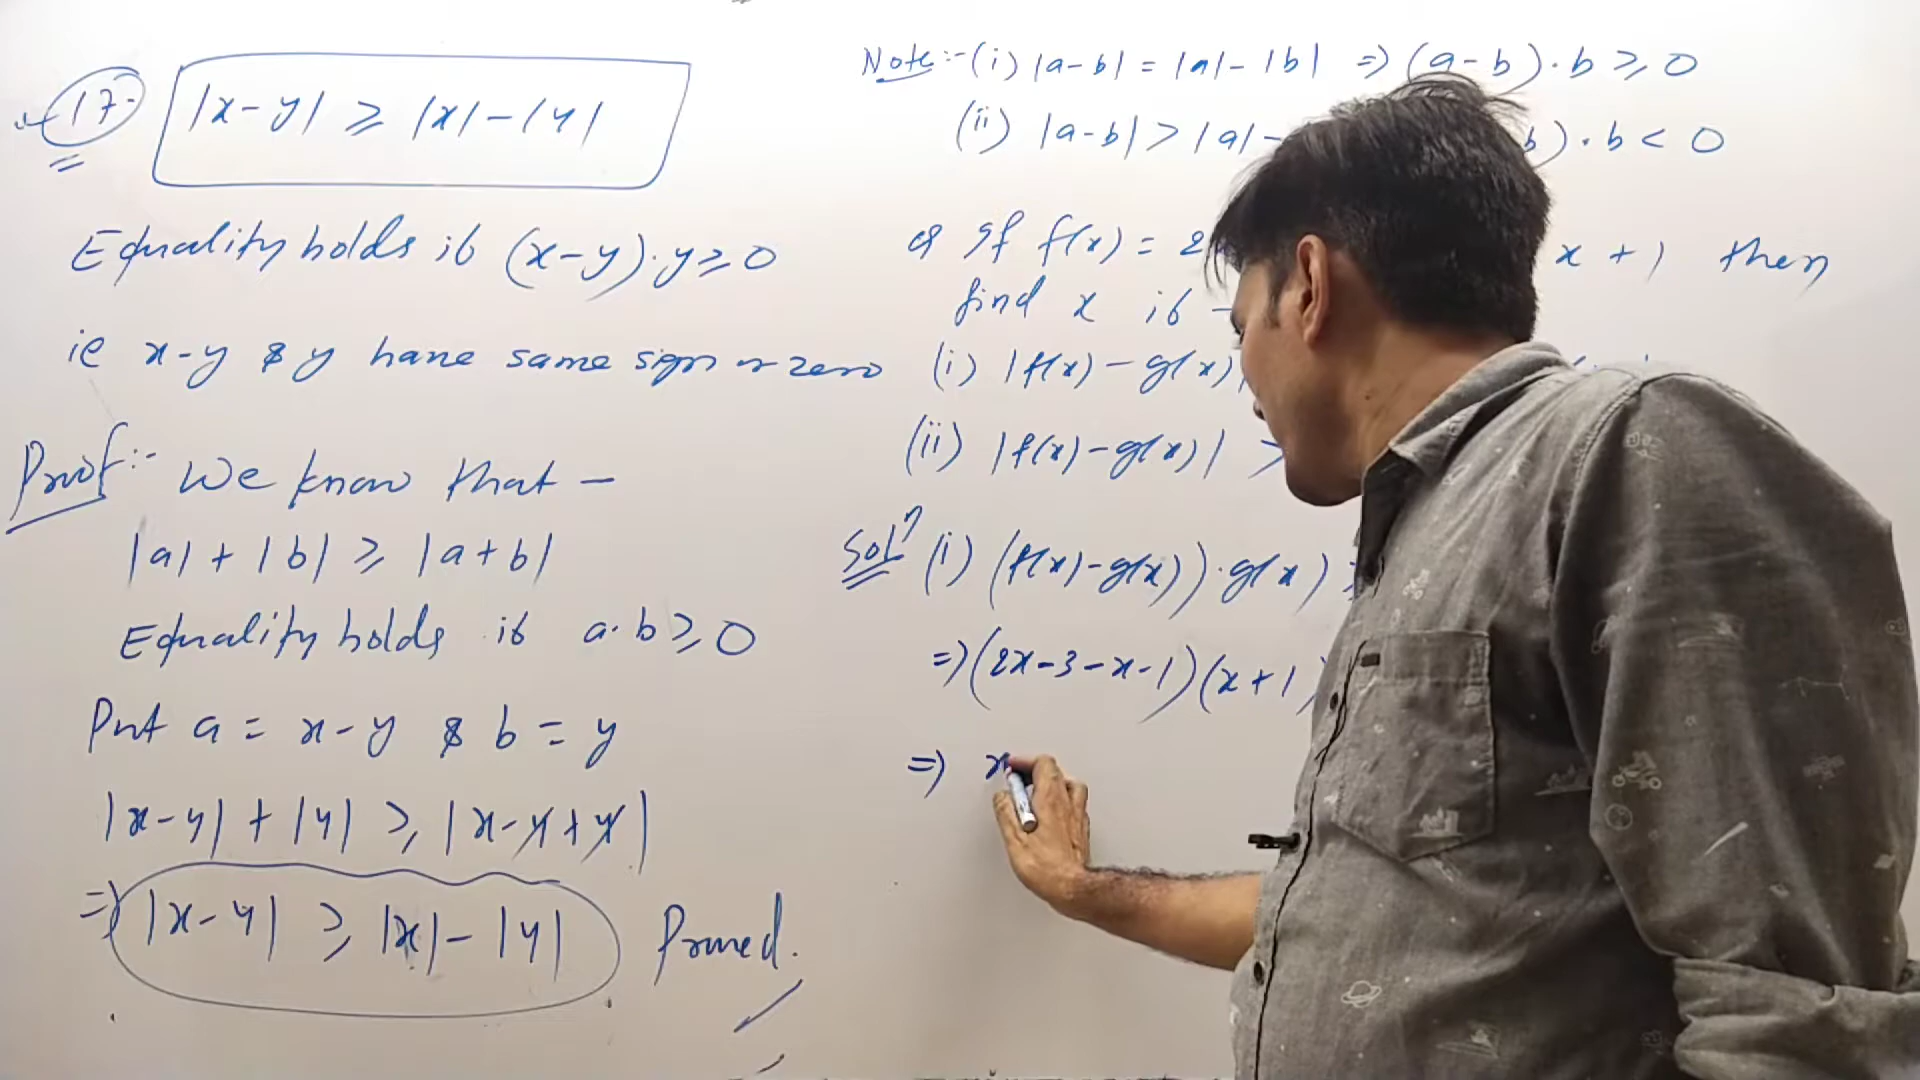 17. |x-y| ≥ |x|-|y|
Equality holds if (x-y).y ≥ 0
ie x-y & y have same sign or zero
Proof:- We know that -
|a| + |b| ≥ |a+b|
Equality holds if a.b ≥ 0
Put a = x-y & b = y
|x-y| + |y| ≥ |x-y+y|
=> |x-y| ≥ |x| - |y| Proved.
Note:- (i) |a-b| = |a|-|b| => (a-b).b ≥ 0
(ii) |a-b| > |a|- b).b < 0
If f(x) = 2 x + 1 then
find x if -
(i) |f(x)-g(x)|
(ii) |f(x)-g(x)| >
Solⁿ (i) (f(x)-g(x)).g(x)
=> (2x-3-x-1)(x+1)
=> x